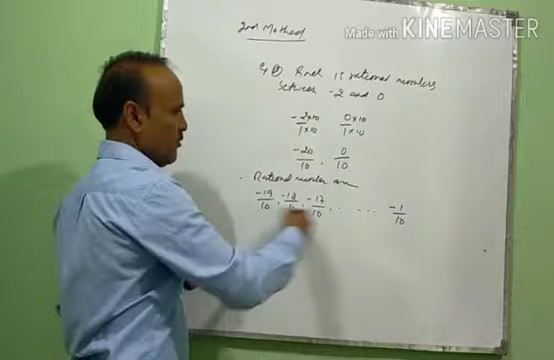 Made with KINEMASTER
2nd Method
Find 15 rational numbers
between -2 and 0
-2×10/1×10 0×10/1×10
-20/10 , 0/10
∴ Rational number are
-19/10 , -18/10 , -17/10 , ... ... -1/10